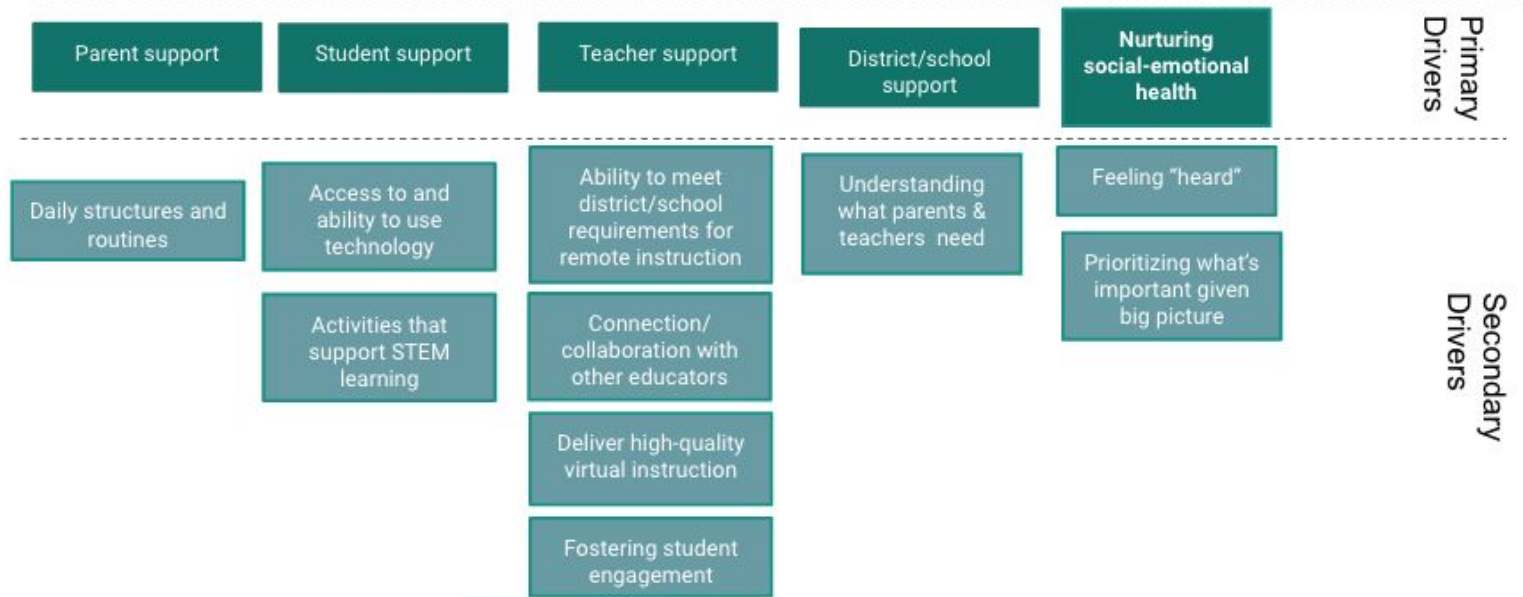 Parent support
Student support
Teacher support
District/school
support
Nurturing
social-emotional
health
Primary
Drivers
Daily structures and
routines
Access to and
ability to use
technology
Activities that
support STEM
learning
Ability to meet
district/school
requirements for
remote instruction
Connection/
collaboration with
other educators
Deliver high-quality
virtual instruction
Fostering student
engagement
Understanding
what parents &
teachers need
Feeling “heard”
Prioritizing what’s
important given
big picture
Secondary
Drivers